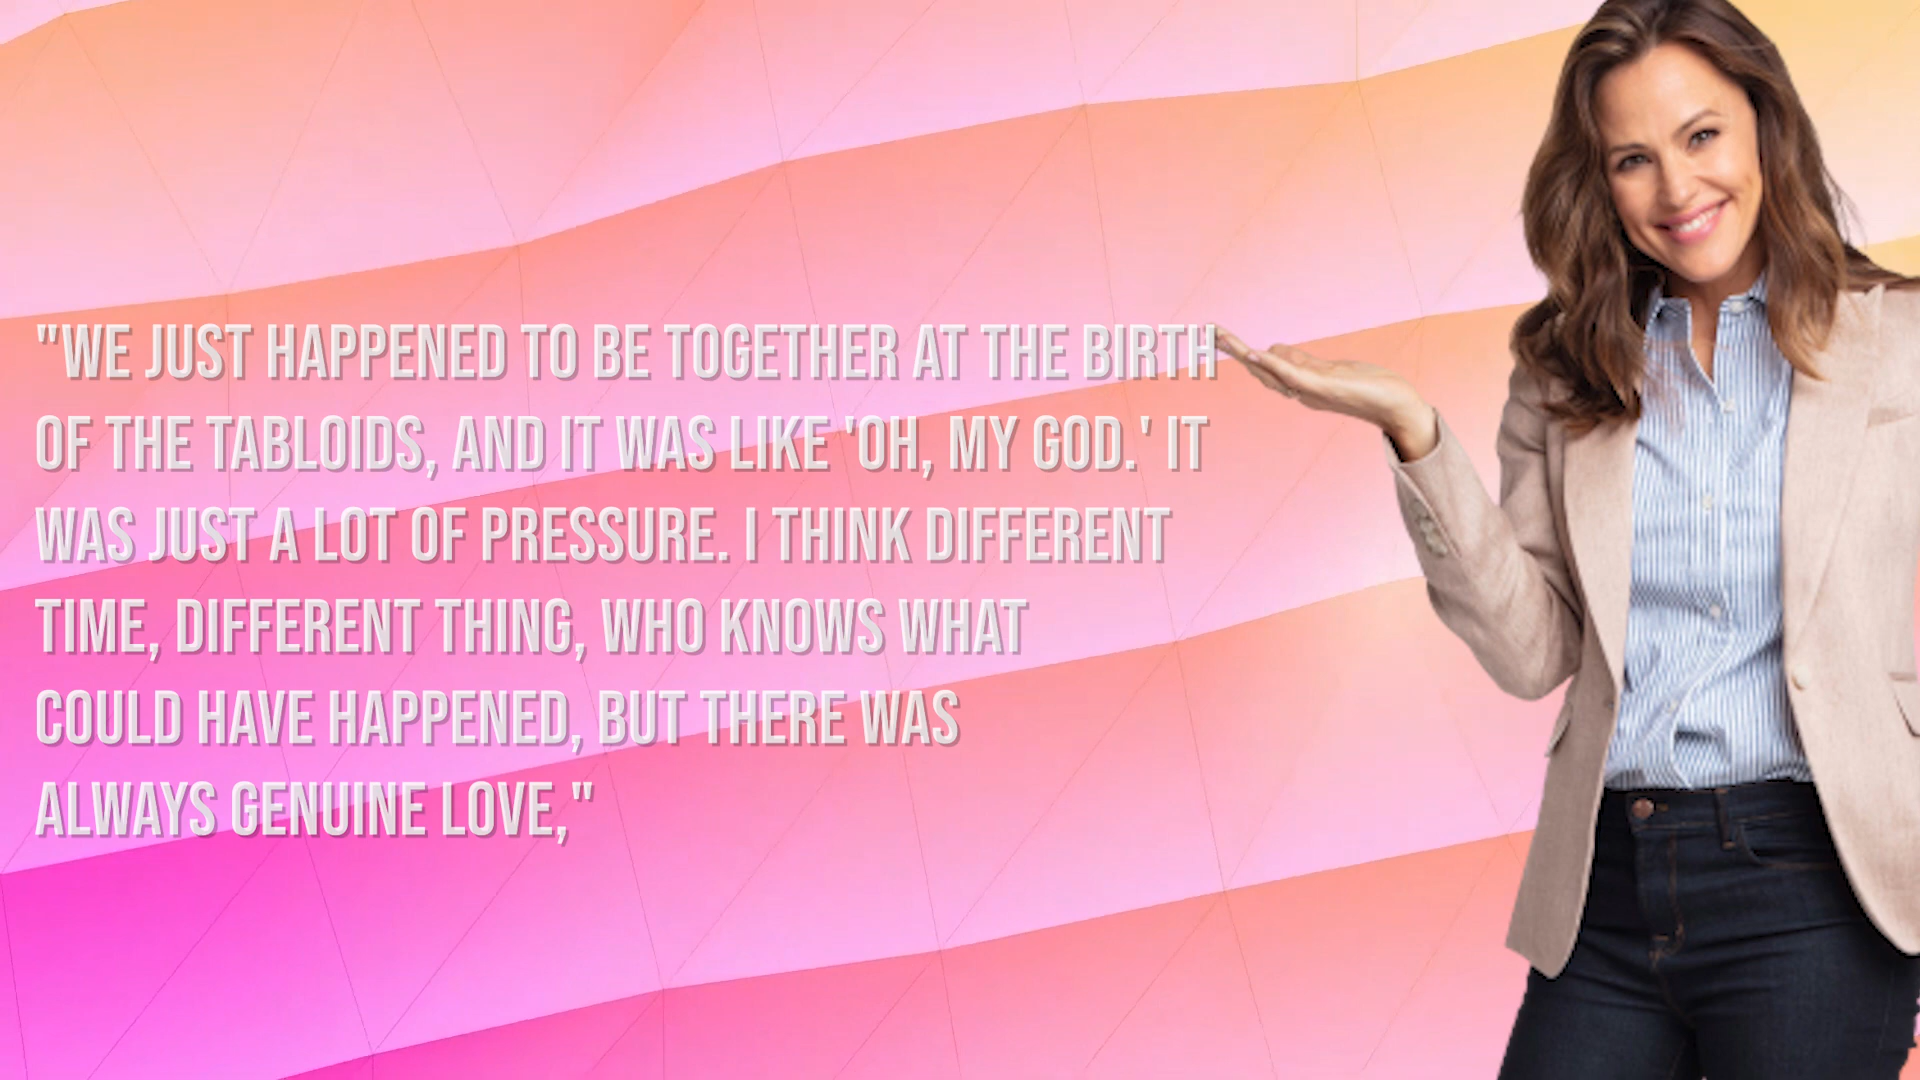 "WE JUST HAPPENED TO BE TOGETHER AT THE BIRTH
OF THE TABLOIDS, AND IT WAS LIKE 'OH, MY GOD.' IT
WAS JUST A LOT OF PRESSURE. I THINK DIFFERENT
TIME, DIFFERENT THING, WHO KNOWS WHAT
COULD HAVE HAPPENED, BUT THERE WAS
ALWAYS GENUINE LOVE,"